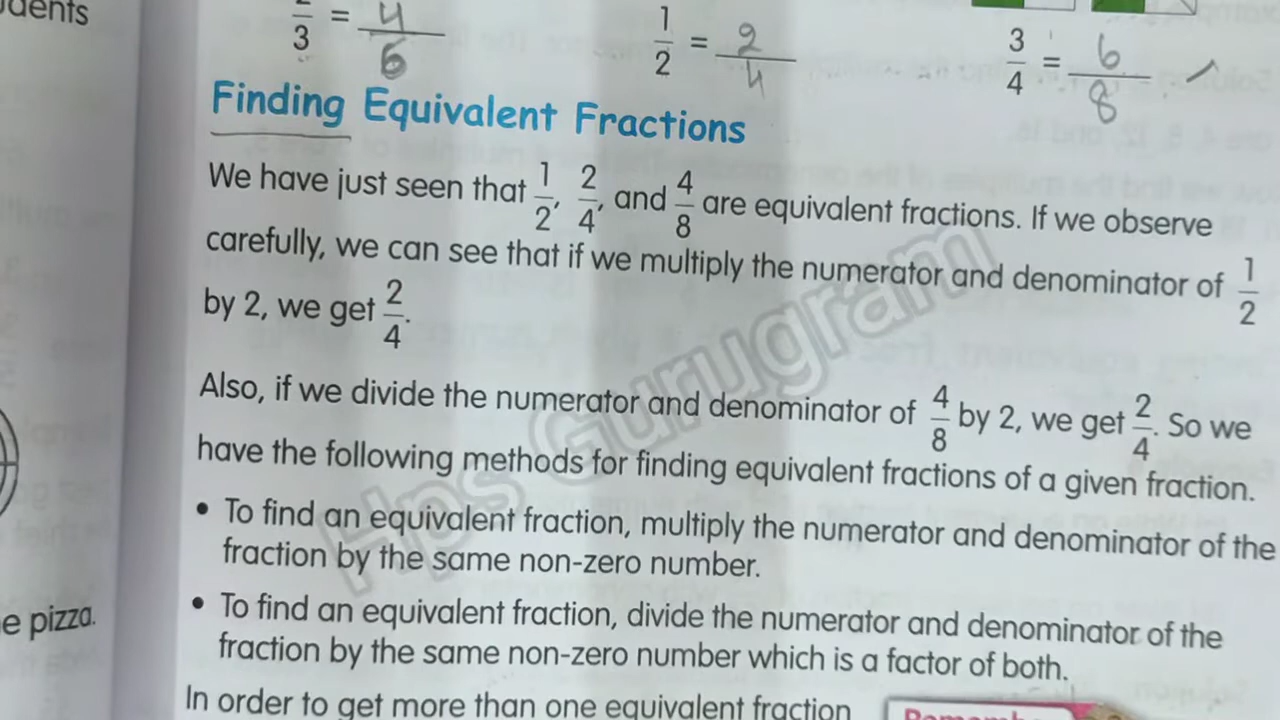 udents
2/3 = 4/6
1/2 = 2/4
3/4 = 6/8
Finding Equivalent Fractions
We have just seen that 1/2, 2/4, and 4/8 are equivalent fractions. If we observe
carefully, we can see that if we multiply the numerator and denominator of 1/2
by 2, we get 2/4.
Also, if we divide the numerator and denominator of 4/8 by 2, we get 2/4. So we
have the following methods for finding equivalent fractions of a given fraction.
• To find an equivalent fraction, multiply the numerator and denominator of the
fraction by the same non-zero number.
• To find an equivalent fraction, divide the numerator and denominator of the
fraction by the same non-zero number which is a factor of both.
In order to get more than one equivalent fraction
e pizza.
Hps Gurugram